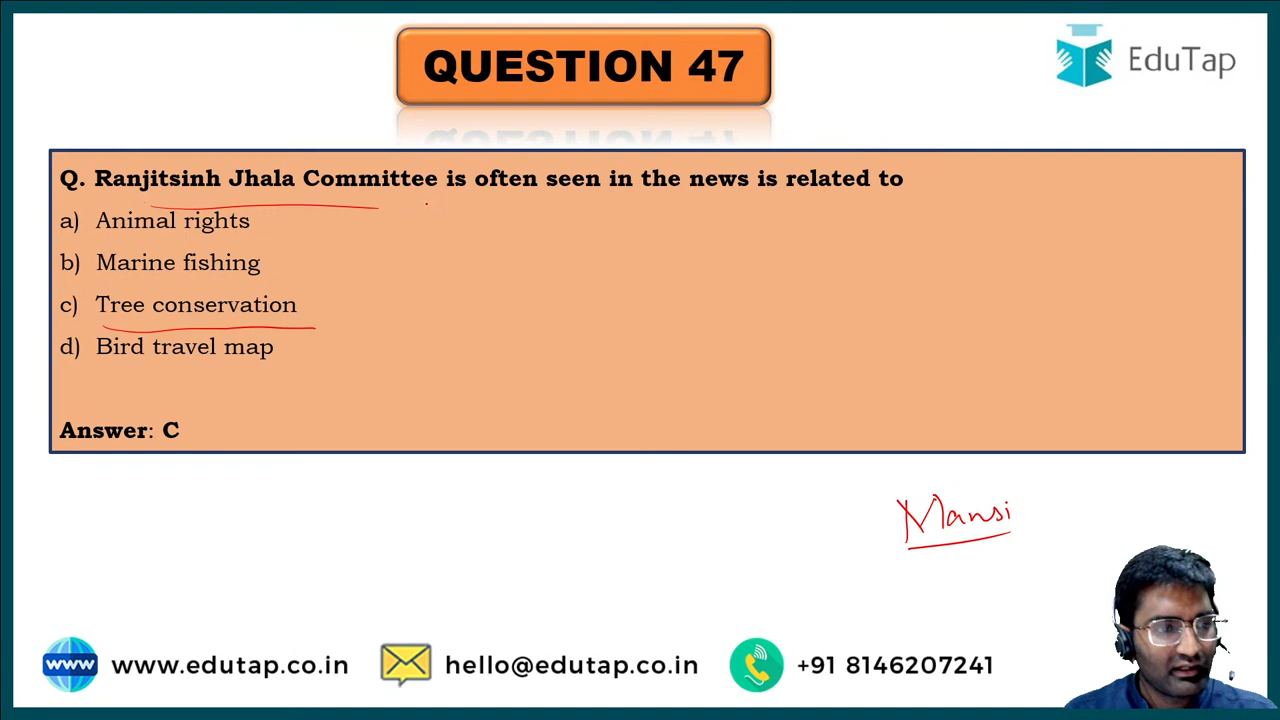 QUESTION 47
EduTap
Q. Ranjitsinh Jhala Committee is often seen in the news is related to
a) Animal rights
b) Marine fishing
c) Tree conservation
d) Bird travel map
Answer: C
Mansi
www www.edutap.co.in hello@edutap.co.in +91 8146207241